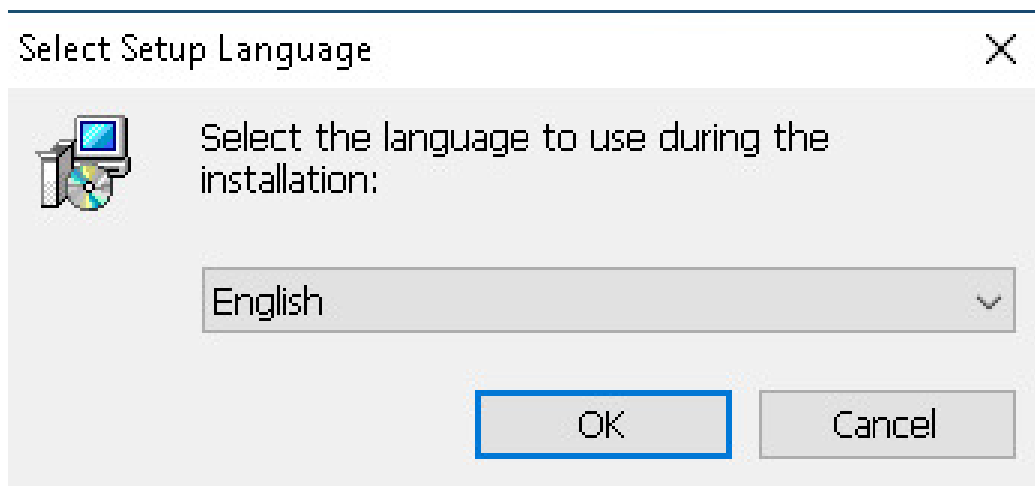 Select Setup Language
Select the language to use during the
installation:
English
OK
Cancel